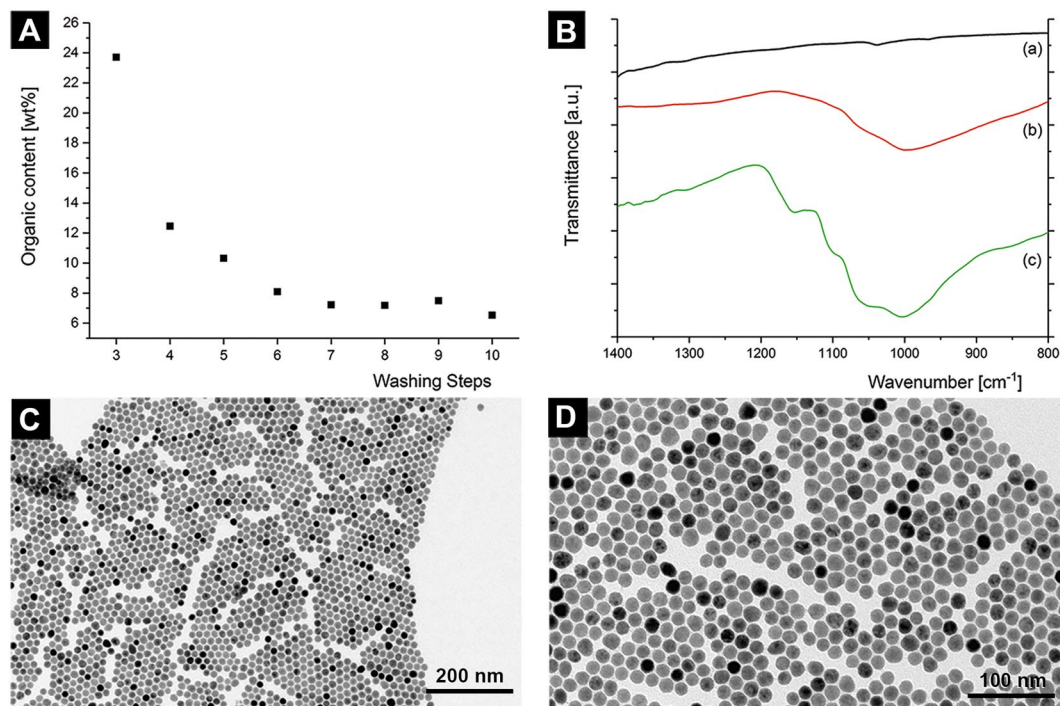 A
26
24
22
20
18
16
14
12
10
8
6
Organic content [wt%]
3 4 5 6 7 8 9 10
Washing Steps
B
Transmittance [a.u.]
(a)
(b)
(c)
1400 1300 1200 1100 1000 900 800
Wavenumber [cm⁻¹]
C
200 nm
D
100 nm